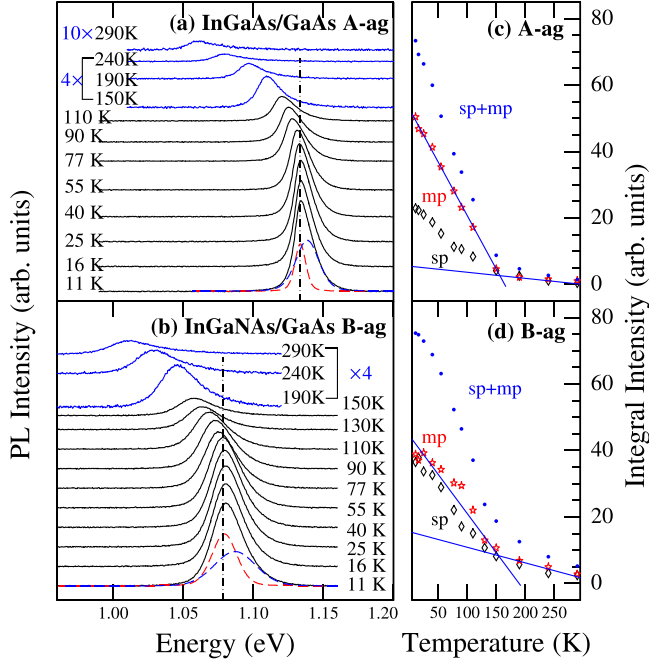 (a) InGaAs/GaAs A-ag
10×290K
240K
4×
190K
150K
110 K
90 K
77 K
55 K
40 K
25 K
16 K
11 K
(b) InGaNAs/GaAs B-ag
290K
240K
×4
190K
150K
130K
110K
90 K
77 K
55 K
40 K
25 K
16 K
11 K
1.00
1.05
1.10
1.15
1.20
Energy (eV)
PL Intensity (arb. units)
(c) A-ag
sp+mp
mp
sp
80
60
40
20
0
(d) B-ag
sp+mp
mp
sp
80
60
40
20
0
0
50
100
150
200
250
Temperature (K)
Integral Intensity (arb. units)